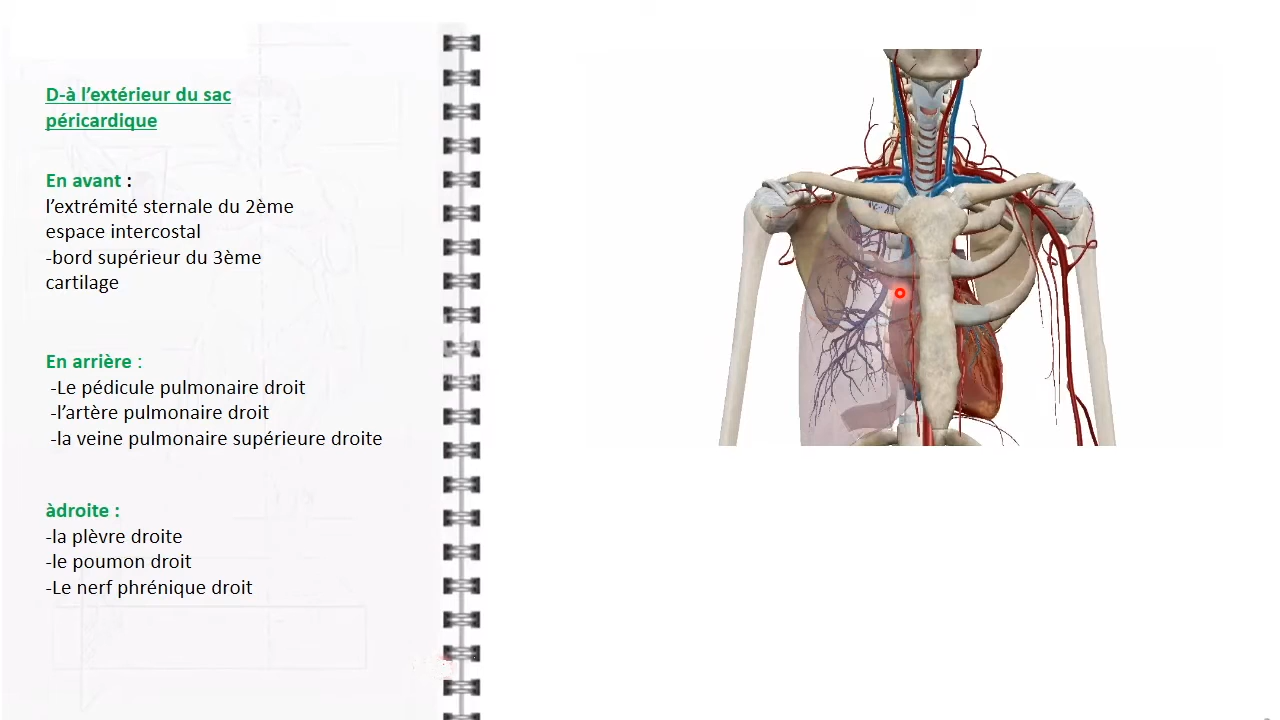 D-à l’extérieur du sac
péricardique
En avant :
l’extrémité sternale du 2ème
espace intercostal
-bord supérieur du 3ème
cartilage
En arrière :
-Le pédicule pulmonaire droit
-l’artère pulmonaire droit
-la veine pulmonaire supérieure droite
àdroite :
-la plèvre droite
-le poumon droit
-Le nerf phrénique droit